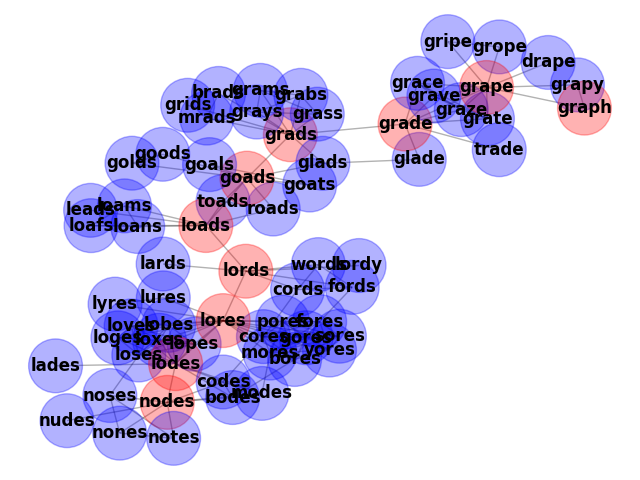 gripe
grope
drape
grace
grape
grapy
grave
graph
graze
grate
grade
trade
glade
brads
grams
grabs
grids
grays
grass
mrads
grads
goods
golds
goals
glads
goads
goats
toads
roads
leads
loams
loafs
loans
loads
lards
lords
words
lordy
cords
fords
lyres
lures
lores
loves
lobes
pores
fores
loges
loxes
lopes
cores
gores
sores
loses
mores
bores
yores
lades
lodes
codes
nodes
bodes
modes
noses
nudes
nones
notes